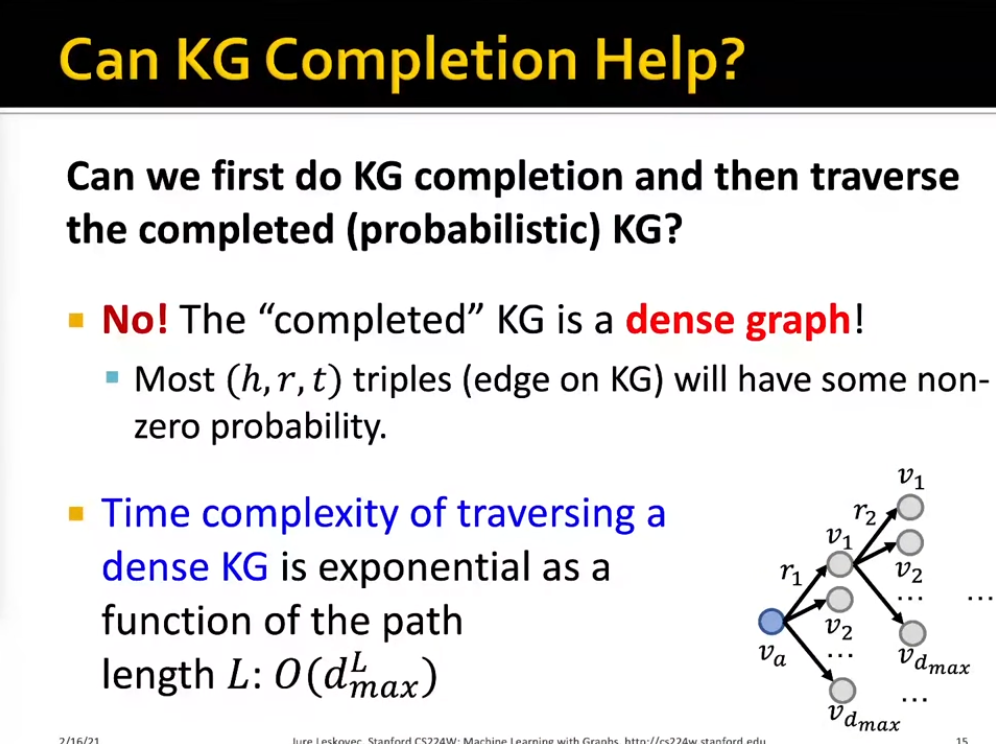 Can KG Completion Help?
Can we first do KG completion and then traverse
the completed (probabilistic) KG?
No! The “completed” KG is a dense graph!
Most (h, r, t) triples (edge on KG) will have some non-
zero probability.
Time complexity of traversing a
dense KG is exponential as a
function of the path
length L: O(d_{max}^{L})
v_1
r_2
v_1
r_1
v_2
v_2
… …
v_a
…
v_{d_{max}}
…
v_{d_{max}}
2/16/21
Jure Leskovec, Stanford CS224W: Machine Learning with Graphs, http://cs224w.stanford.edu
15